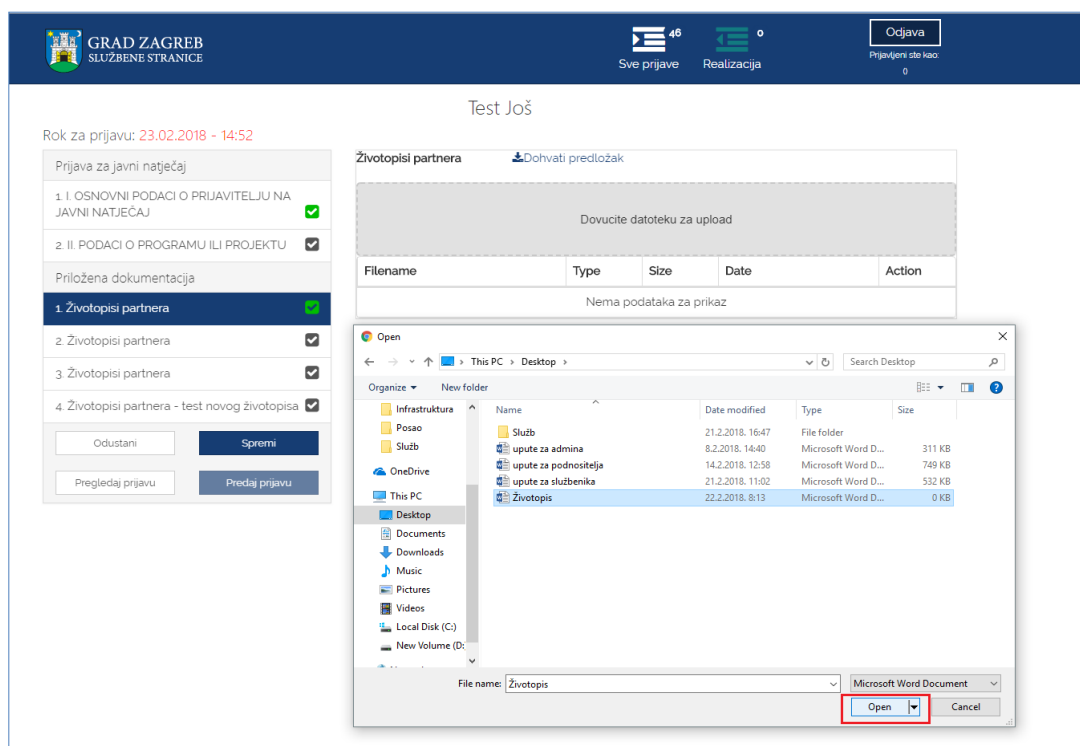 GRAD ZAGREB
SLUŽBENE STRANICE
46
Sve prijave
0
Realizacija
Odjava
Prijavljeni ste kao:
0
Test Još
Rok za prijavu: 23.02.2018 - 14:52
Prijava za javni natječaj
1. I. OSNOVNI PODACI O PRIJAVITELJU NA
JAVNI NATJEČAJ
2. II. PODACI O PROGRAMU ILI PROJEKTU
Priložena dokumentacija
1. Životopisi partnera
2. Životopisi partnera
3. Životopisi partnera
4. Životopisi partnera - test novog životopisa
Odustani Spremi
Pregledaj prijavu Predaj prijavu
Životopisi partnera Dohvati predložak
Dovucite datoteku za upload
Filename Type Size Date Action
Nema podataka za prikaz
Open
This PC > Desktop >
Search Desktop
Organize New folder
Infrastruktura
Posao
Služb
OneDrive
This PC
Desktop
Documents
Downloads
Music
Pictures
Videos
Local Disk (C:)
New Volume (D:
Name Date modified Type Size
Služb 21.2.2018. 16:47 File folder
upute za admina 8.2.2018. 14:40 Microsoft Word D... 311 KB
upute za podnositelja 14.2.2018. 12:58 Microsoft Word D... 749 KB
upute za službenika 21.2.2018. 11:02 Microsoft Word D... 532 KB
Životopis 22.2.2018. 8:13 Microsoft Word D... 0 KB
File name: Životopis Microsoft Word Document
Open Cancel